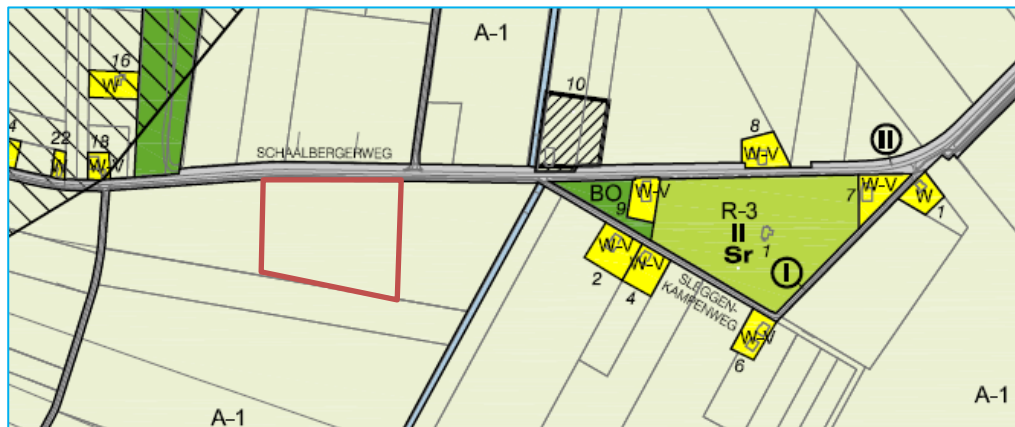 A-1
16
10
4
22
18
W
W
W-V
SCHAALBERGERWEG
8
W-V
II
BO
W-V
9
R-3
II
Sr
1
7
W-V
1
W-V
2
W-V
4
SLEGGEN-
KAMPENWEG
I
W-V
6
A-1
A-1